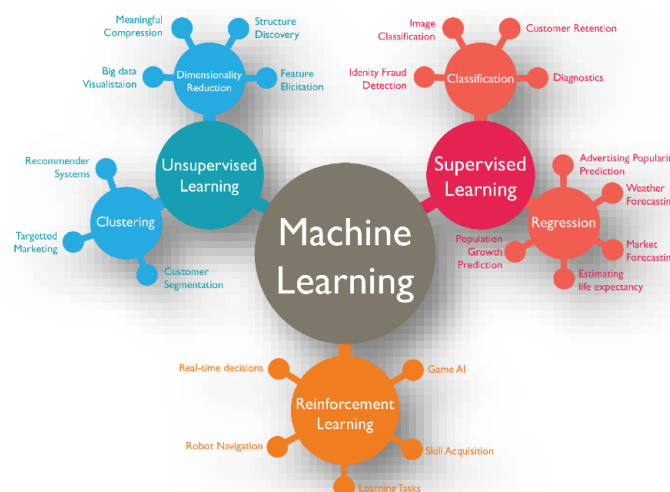 Meaningful
Compression
Structure
Discovery
Big data
Visualistaion
Dimensionality
Reduction
Feature
Elicitation
Image
Classification
Customer Retention
Idenity Fraud
Detection
Classification
Diagnostics
Unsupervised
Learning
Supervised
Learning
Recommender
Systems
Clustering
Targetted
Marketing
Customer
Segmentation
Machine
Learning
Advertising Popularit
Prediction
Weather
Forecastin
Regression
Population
Growth
Prediction
Market
Forecastin
Estimating
life expectancy
Real-time decisions
Game AI
Reinforcement
Learning
Robot Navigation
Skill Acquisition
Learning Tasks